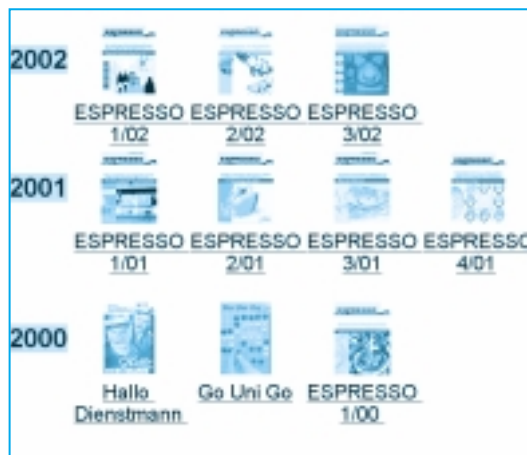 2002
ESPRESSO ESPRESSO ESPRESSO
1/02 2/02 3/02
2001
ESPRESSO ESPRESSO ESPRESSO ESPRESSO
1/01 2/01 3/01 4/01
2000
Hallo Go Uni Go ESPRESSO
Dienstmann 1/00